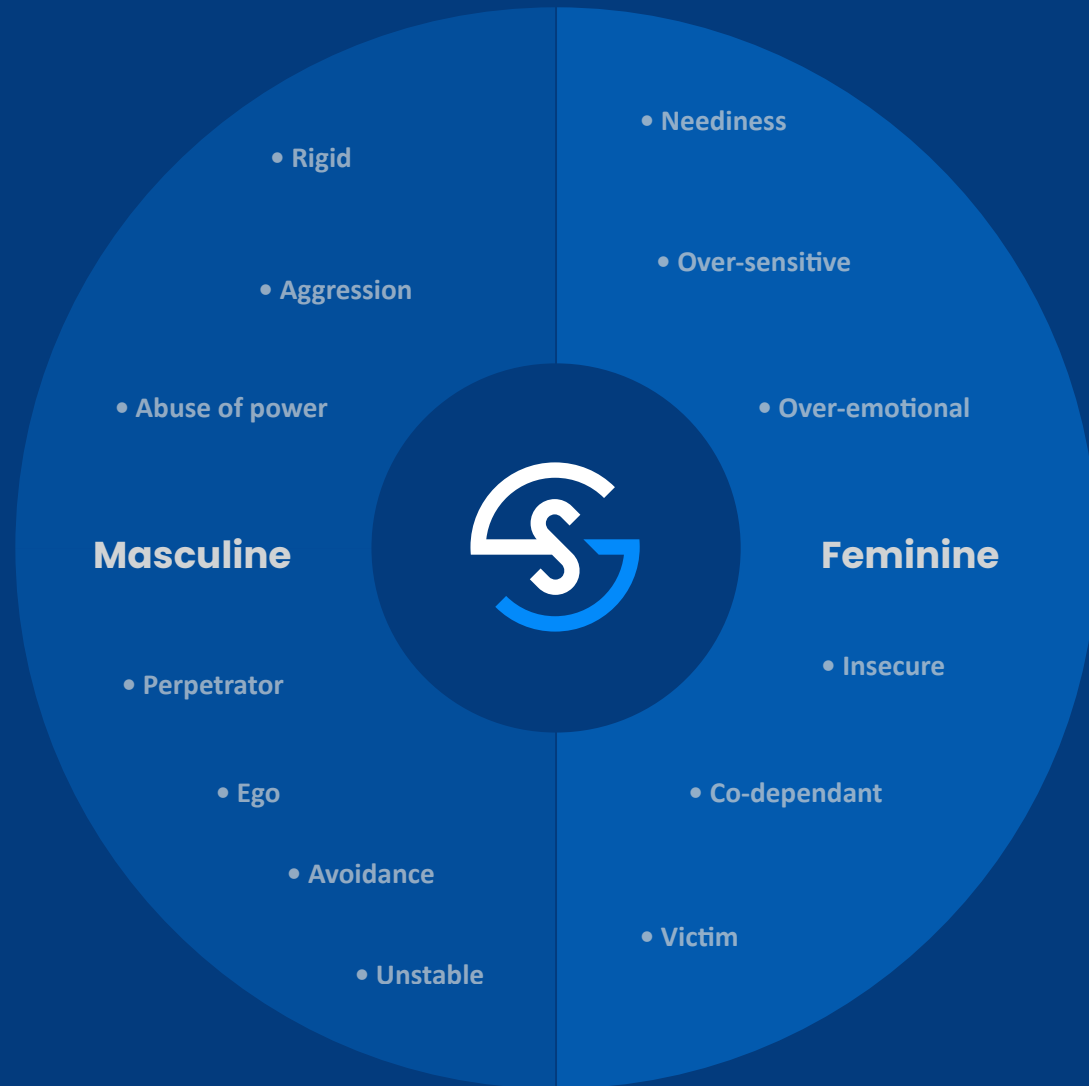 • Rigid
• Aggression
• Abuse of power
Masculine
• Perpetrator
• Ego
• Avoidance
• Unstable
• Neediness
• Over-sensitive
• Over-emotional
Feminine
• Insecure
• Co-dependant
• Victim